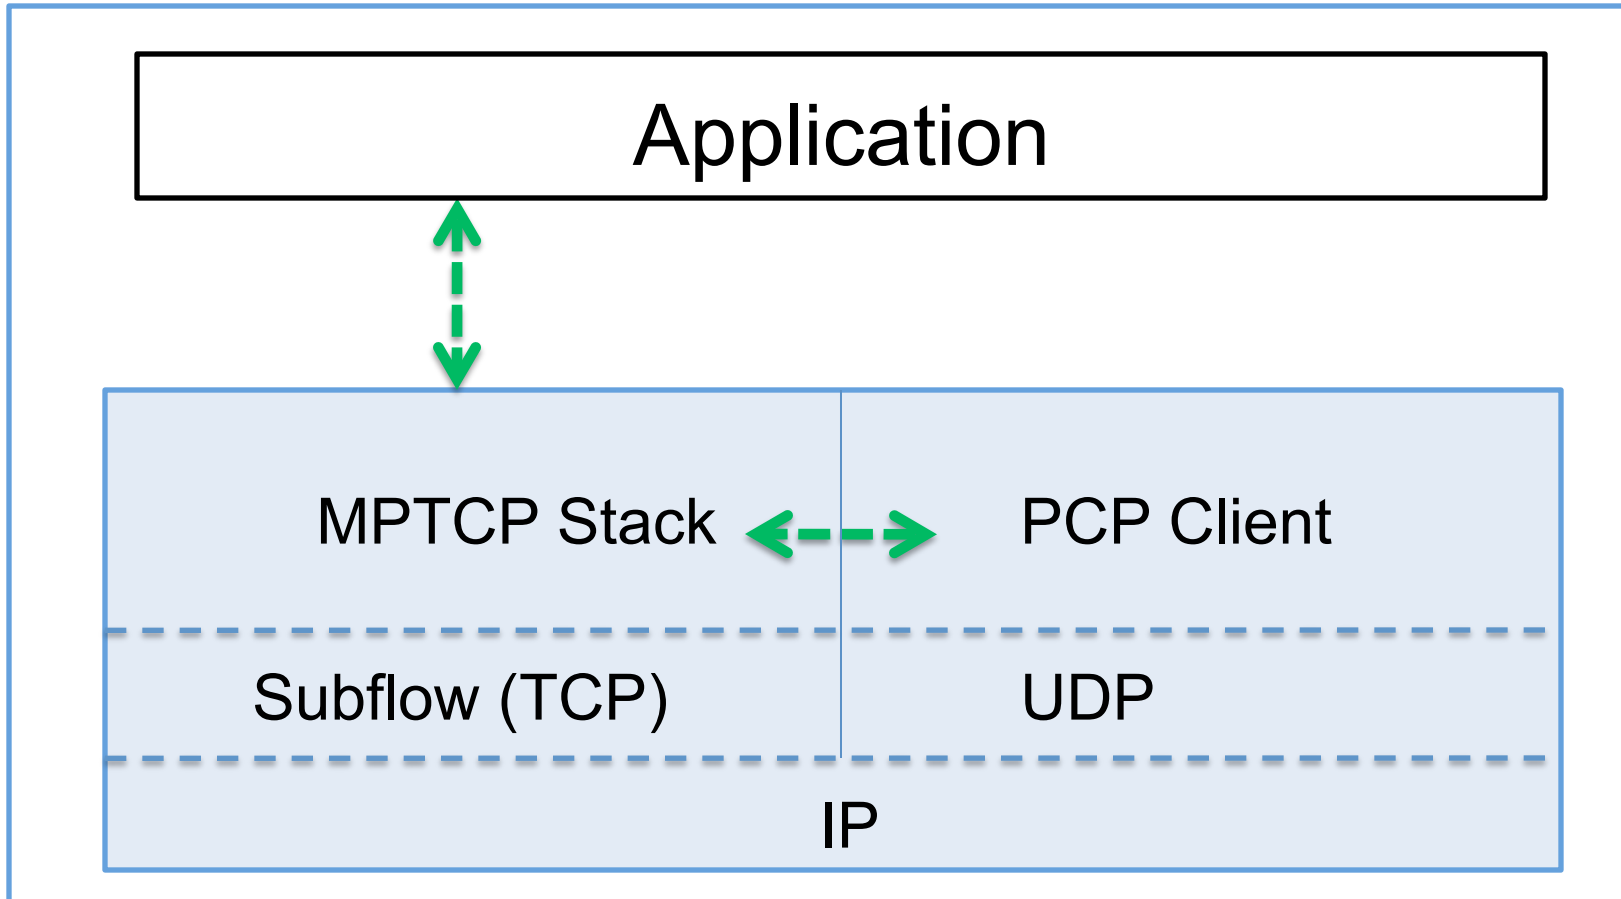 Application
MPTCP Stack
PCP Client
Subflow (TCP)
UDP
IP